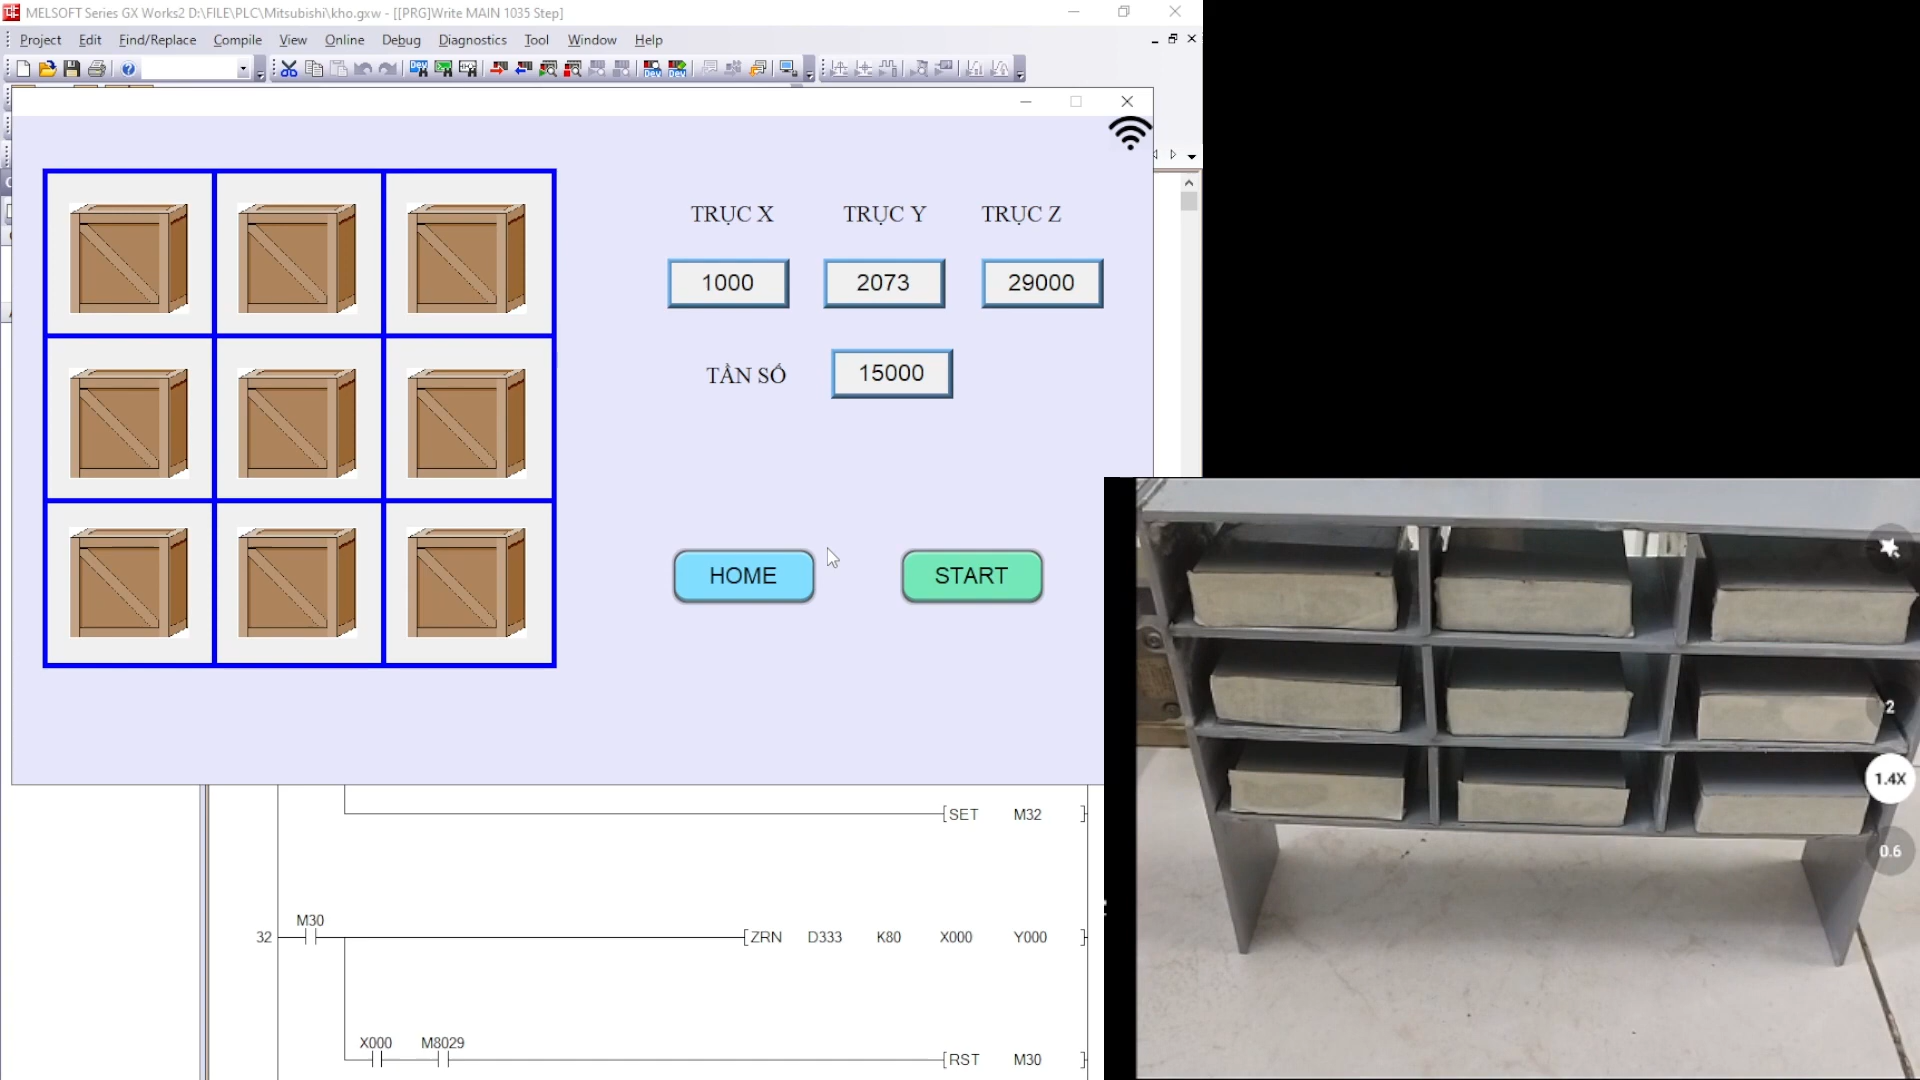 MELSOFT Series GX Works2 D:\FILE\PLC\Mitsubishi\kho.gxw - [[PRG]Write MAIN 1035 Step]
Project Edit Find/Replace Compile View Online Debug Diagnostics Tool Window Help
TRỤC X TRỤC Y TRỤC Z
1000 2073 29000
TẦN SỐ 15000
HOME START
SET M32
M30
32 ZRN D333 K80 X000 Y000
X000 M8029
RST M30
2
1.4X
0.6